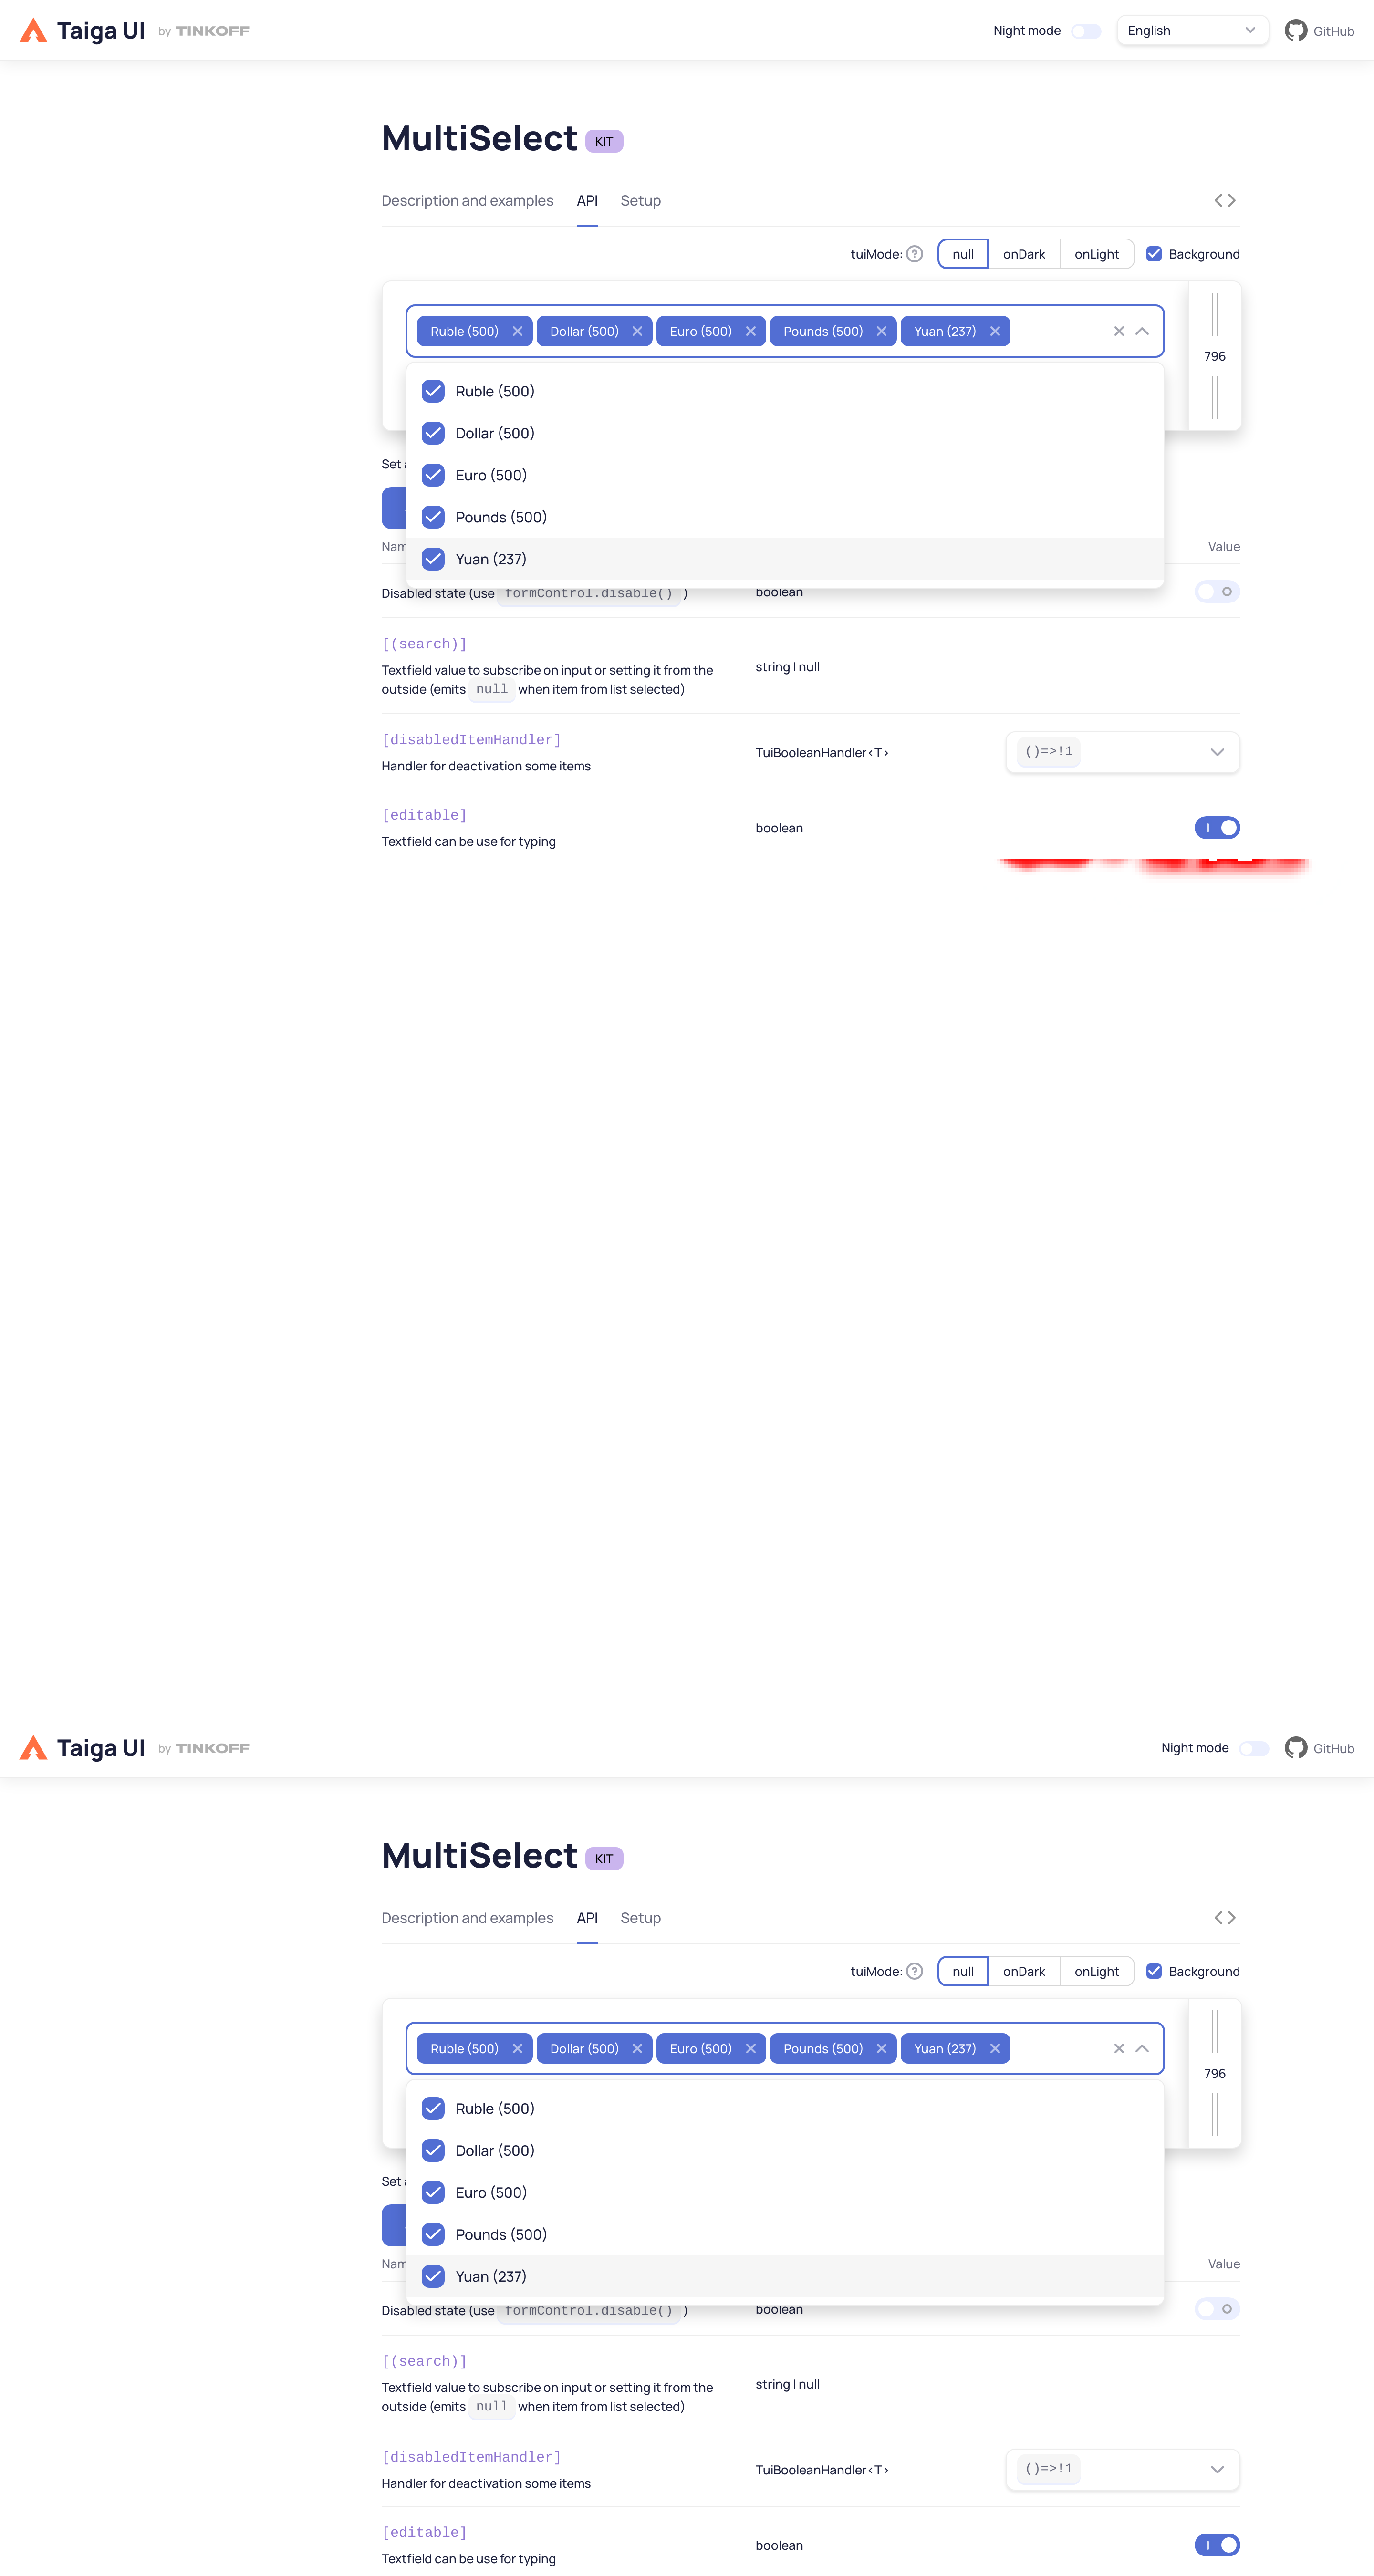 Taiga UI by TINKOFF Night mode English GitHub
MultiSelect KIT
Description and examples API Setup
tuiMode: ? null onDark onLight Background
Ruble (500) Dollar (500) Euro (500) Pounds (500) Yuan (237)
796
Ruble (500)
Dollar (500)
Set
Euro (500)
Pounds (500)
Value
Yuan (237)
Disabled state (use formControl.disable() ) boolean
[(search)]
Textfield value to subscribe on input or setting it from the
string | null
outside (emits null when item from list selected)
[disabledItemHandler]
TuiBooleanHandler<T> ()=>!1
Handler for deactivation some items
[editable]
boolean
Textfield can be use for typing
Taiga UI by TINKOFF Night mode GitHub
MultiSelect KIT
Description and examples API Setup
tuiMode: ? null onDark onLight Background
Ruble (500) Dollar (500) Euro (500) Pounds (500) Yuan (237)
796
Ruble (500)
Dollar (500)
Set
Euro (500)
Pounds (500)
Value
Yuan (237)
Disabled state (use formControl.disable() ) boolean
[(search)]
Textfield value to subscribe on input or setting it from the
string | null
outside (emits null when item from list selected)
[disabledItemHandler]
TuiBooleanHandler<T> ()=>!1
Handler for deactivation some items
[editable]
boolean
Textfield can be use for typing